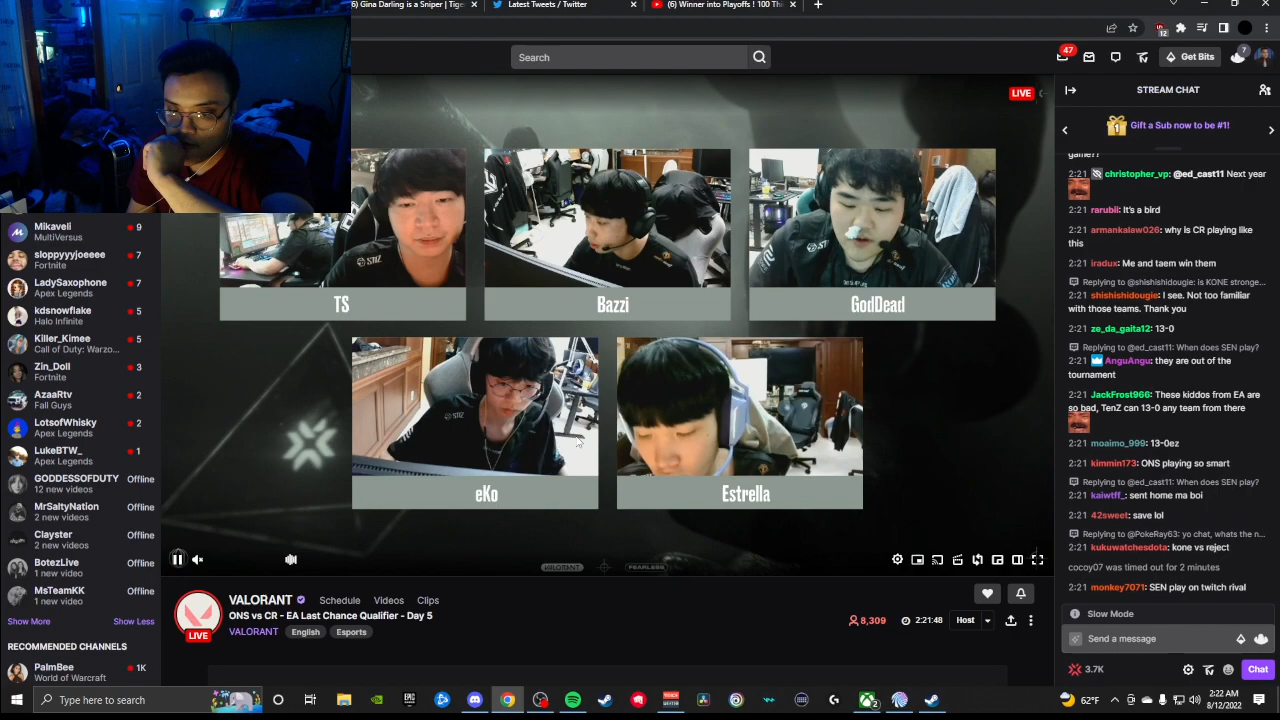 6) Gina Darling is a Sniper | Tige
Latest Tweets / Twitter
(6) Winner into Playoffs ! 100 Thi
12
Search
47
Get Bits
7
LIVE
STREAM CHAT
1
Gift a Sub now to be #1!
Mikaveli
9
MultiVersus
sloppyyyjoeeee
7
Fortnite
LadySaxophone
7
Apex Legends
kdsnowflake
5
Halo Infinite
Killer_Kimee
5
Call of Duty: Warzo...
Zin_Doll
3
Fortnite
AzaaRtv
2
Fall Guys
LotsofWhisky
2
Apex Legends
LukeBTW_
1
Apex Legends
GODDESSOFDUTY
Offline
12 new videos
MrSaltyNation
Offline
2 new videos
Clayster
Offline
2 new videos
BotezLive
Offline
1 new video
MsTeamKK
Offline
1 new video
Show More
Show Less
RECOMMENDED CHANNELS
PalmBee
1K
World of Warcraft
TS
Bazzi
GodDead
eKo
Estrella
VALORANT
FEARLESS
LIVE
VALORANT
Schedule
Videos
Clips
ONS vs CR - EA Last Chance Qualifier - Day 5
VALORANT
English
Esports
8,309
2:21:48
Host
game??
2:21 christopher_vp: @ed_cast11 Next year
2:21 rarubii: It's a bird
2:21 armankalaw026: why is CR playing like
this
2:21 iradux: Me and taem win them
Replying to @shishishidougie: is KONE stronge...
2:21 shishishidougie: I see. Not too familiar
with those teams. Thank you
2:21 ze_da_gaita12: 13-0
Replying to @ed_cast11: When does SEN play?
2:21 AnguAngu: they are out of the
tournament
2:21 JackFrost966: These kiddos from EA are
so bad, TenZ can 13-0 any team from there
2:21 moaimo_999: 13-0ez
2:21 kimmin173: ONS playing so smart
Replying to @ed_cast11: When does SEN play?
2:21 kaiwtff_: sent home ma boi
2:21 42sweet: save lol
Replying to @PokeRay63: yo chat, whats the n...
2:21 kukuwatchesdota: kone vs reject
cocoy07 was timed out for 2 minutes
2:21 monkey7071: SEN play on twitch rival
Slow Mode
Send a message
3.7K
Chat
Type here to search
2
62°F
2:22 AM
8/12/2022